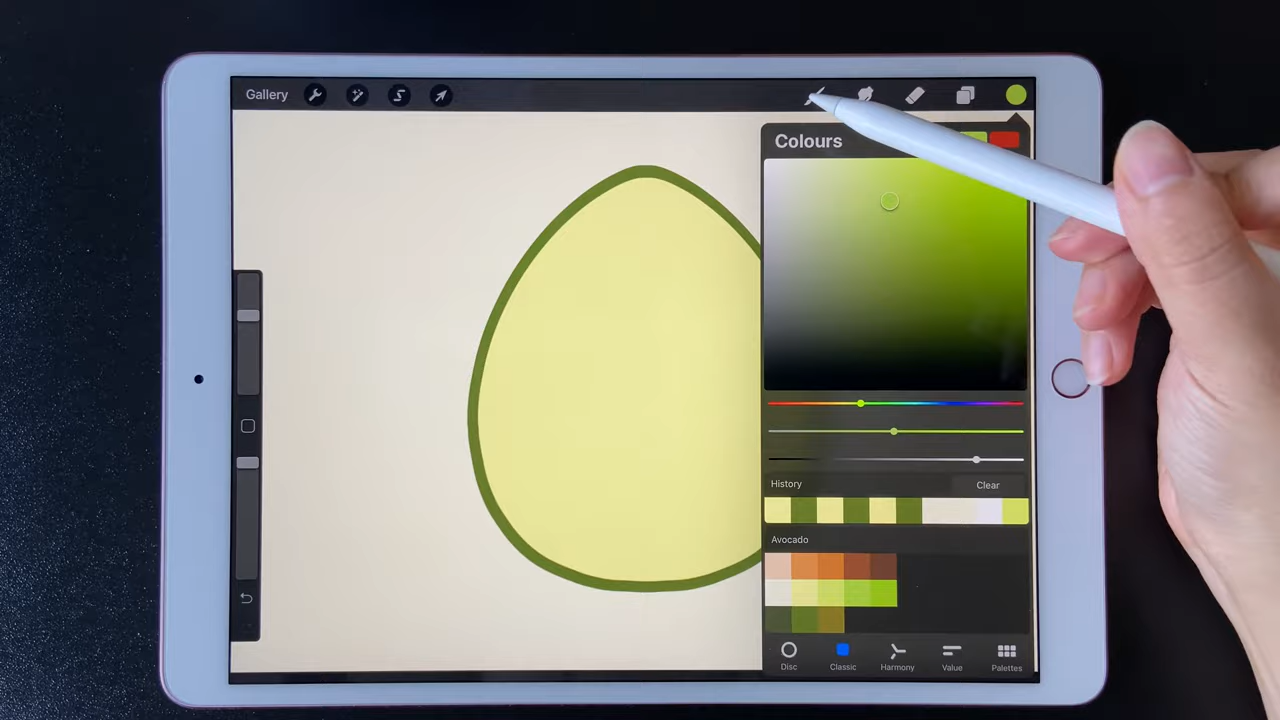 Gallery
Colours
History
Clear
Avocado
Disc
Classic
Harmony
Value
Palettes